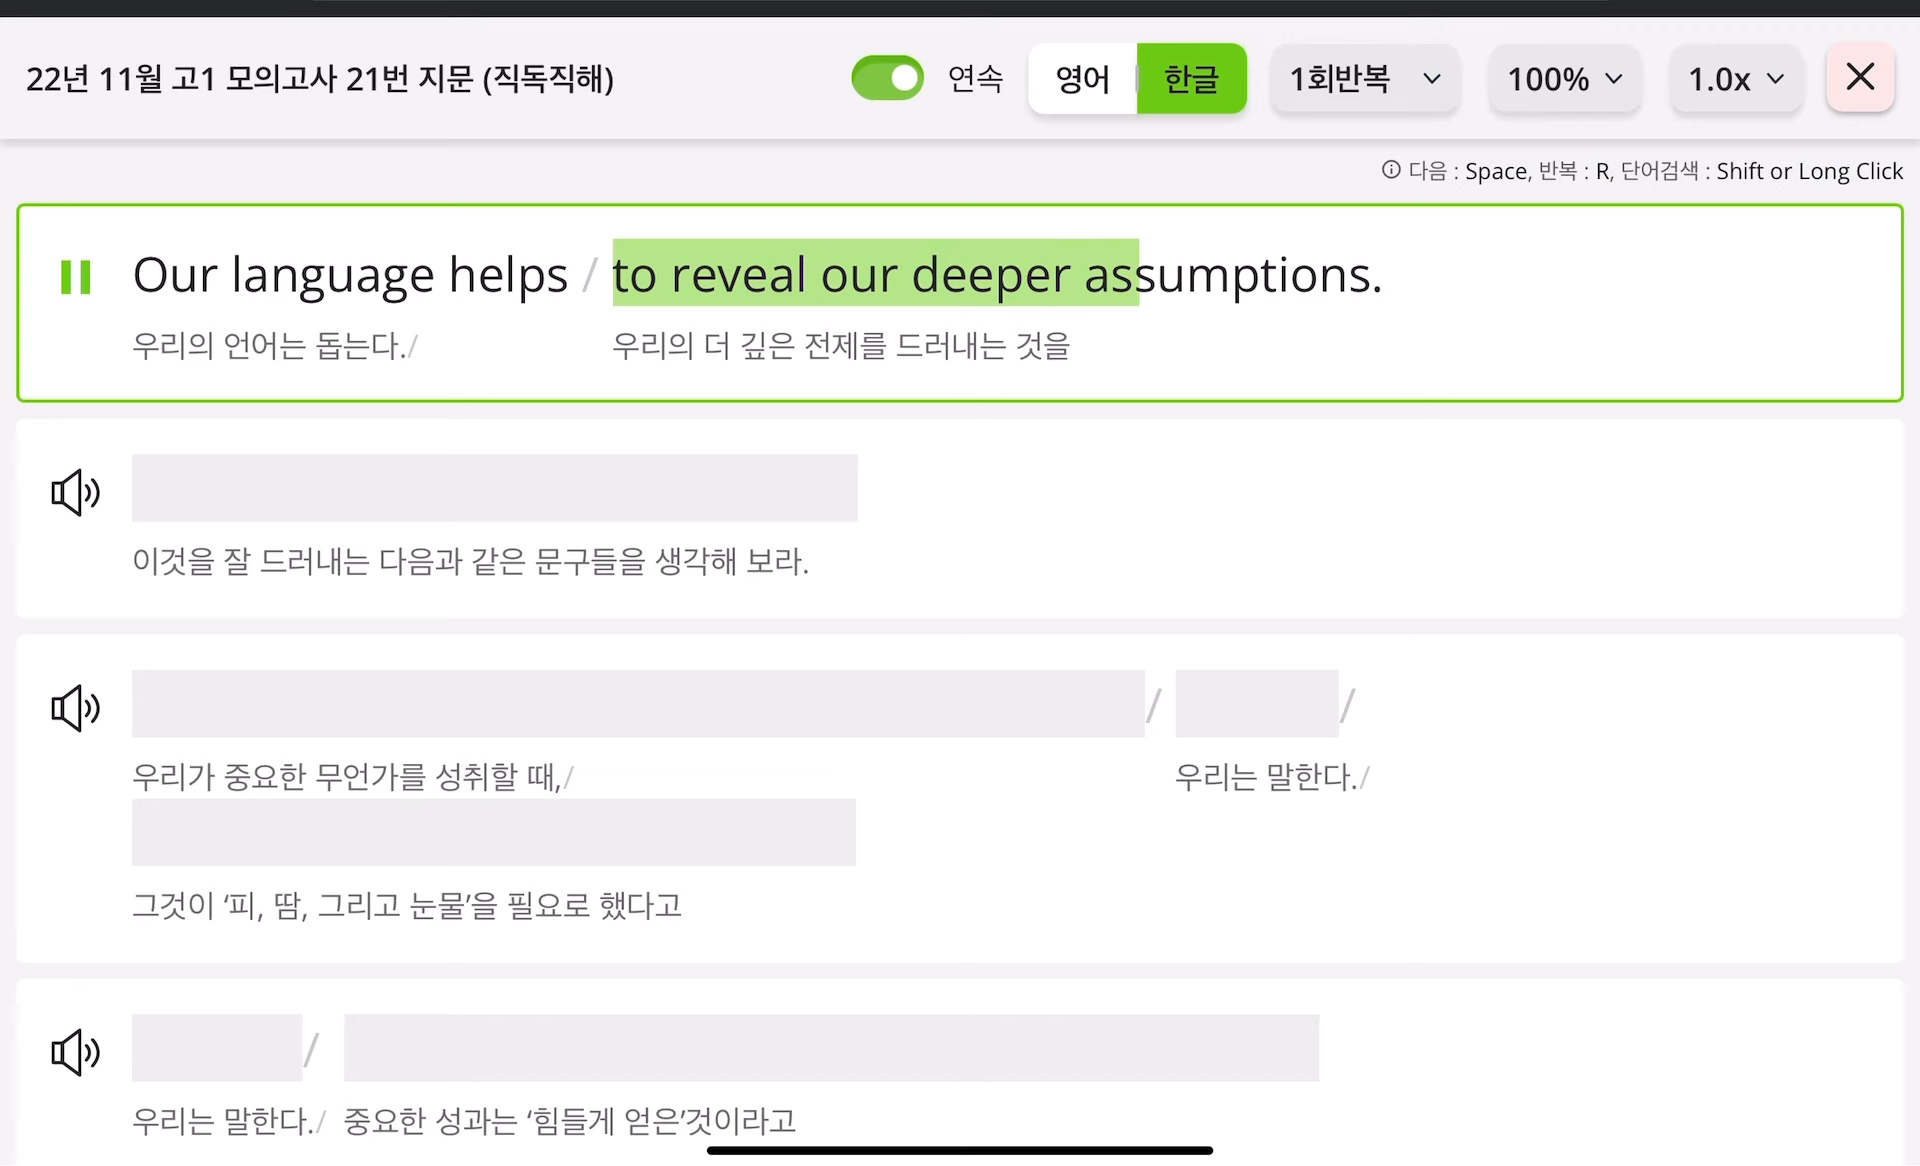 22년 11월 고1 모의고사 21번 지문 (직독직해) 연속 영어 한글 1회반복 100% 1.0x
다음 : Space, 반복 : R, 단어검색 : Shift or Long Click
Our language helps / to reveal our deeper assumptions.
우리의 언어는 돕는다./ 우리의 더 깊은 전제를 드러내는 것을
이것을 잘 드러내는 다음과 같은 문구들을 생각해 보라.
/ /
우리가 중요한 무언가를 성취할 때,/ 우리는 말한다./
그것이 ‘피, 땀, 그리고 눈물’을 필요로 했다고
/
우리는 말한다./ 중요한 성과는 ‘힘들게 얻은’것이라고